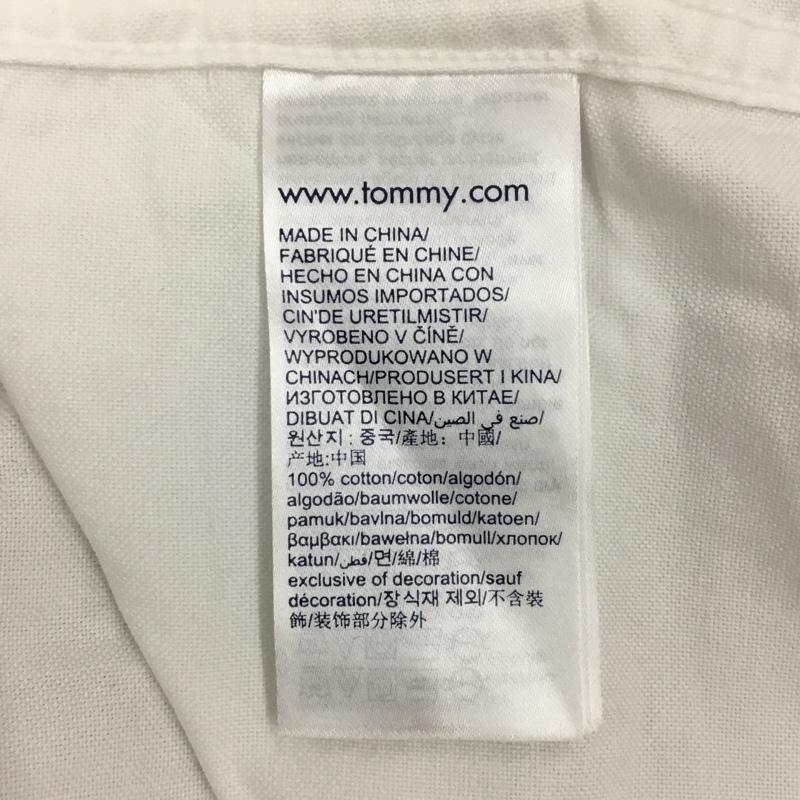 www.tommy.com
MADE IN CHINA/
FABRIQUÉ EN CHINE/
HECHO EN CHINA CON
INSUMOS IMPORTADOS/
CIN'DE URETILMISTIR/
VYROBENO V ČÍNĚ/
WYPRODUKOWANO W
CHINACH/PRODUSERT I KINA/
ИЗГОТОВЛЕНО В КИТАЕ/
DIBUAT DI CINA/صنع في الصين/
원산지 : 중국/產地：中國/
产地:中国
100% cotton/coton/algodón/
algodão/baumwolle/cotone/
pamuk/bavlna/bomuld/katoen/
βαμβακι/bawełna/bomull/хлопок/
katun/قطن/면/綿/棉
exclusive of decoration/sauf
décoration/장식재 제외/不含裝
飾/装饰部分除外